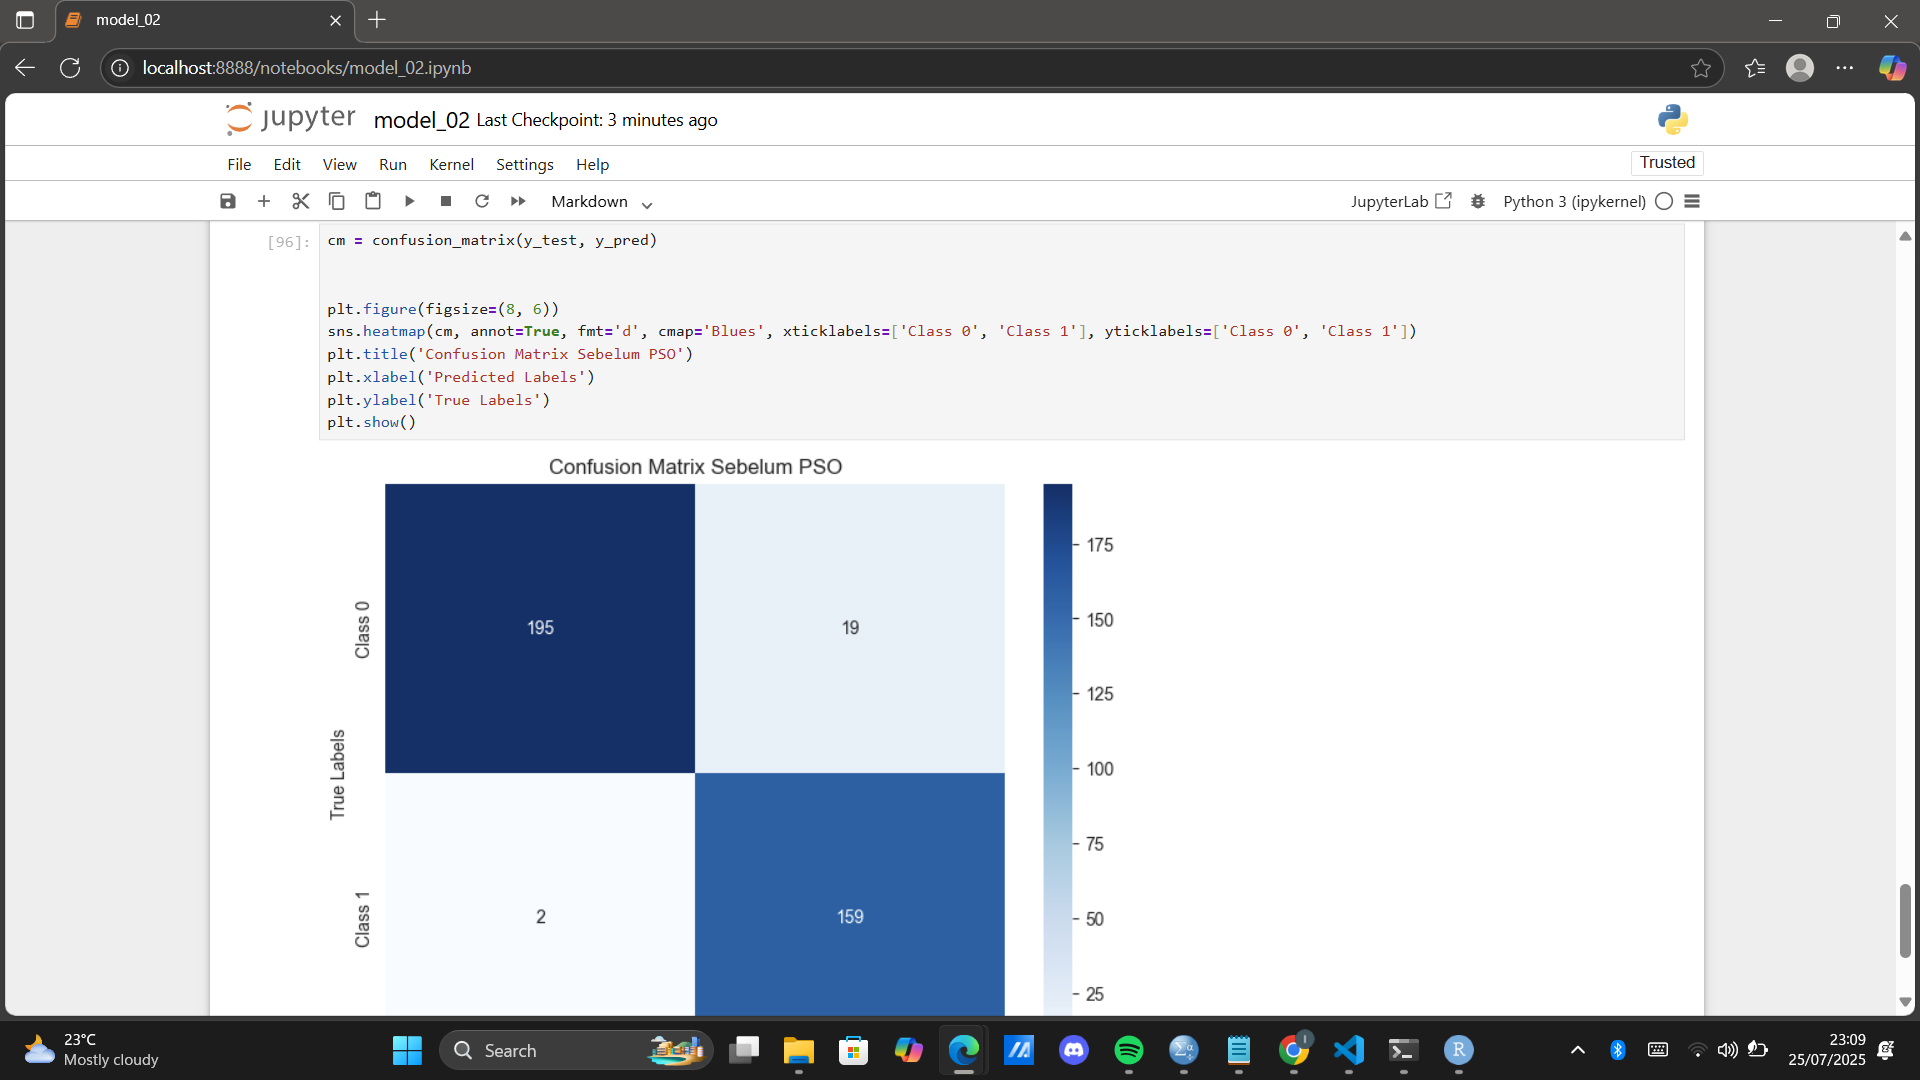 model_02
localhost:8888/notebooks/model_02.ipynb
jupyter model_02 Last Checkpoint: 3 minutes ago
File Edit View Run Kernel Settings Help Trusted
Markdown JupyterLab Python 3 (ipykernel)
[96]: cm = confusion_matrix(y_test, y_pred)
plt.figure(figsize=(8, 6))
sns.heatmap(cm, annot=True, fmt='d', cmap='Blues', xticklabels=['Class 0', 'Class 1'], yticklabels=['Class 0', 'Class 1'])
plt.title('Confusion Matrix Sebelum PSO')
plt.xlabel('Predicted Labels')
plt.ylabel('True Labels')
plt.show()
Confusion Matrix Sebelum PSO
175
150
125
100
75
50
25
True Labels
Class 0
195 19
Class 1
2 159
23°C
Mostly cloudy
Search
23:09
25/07/2025